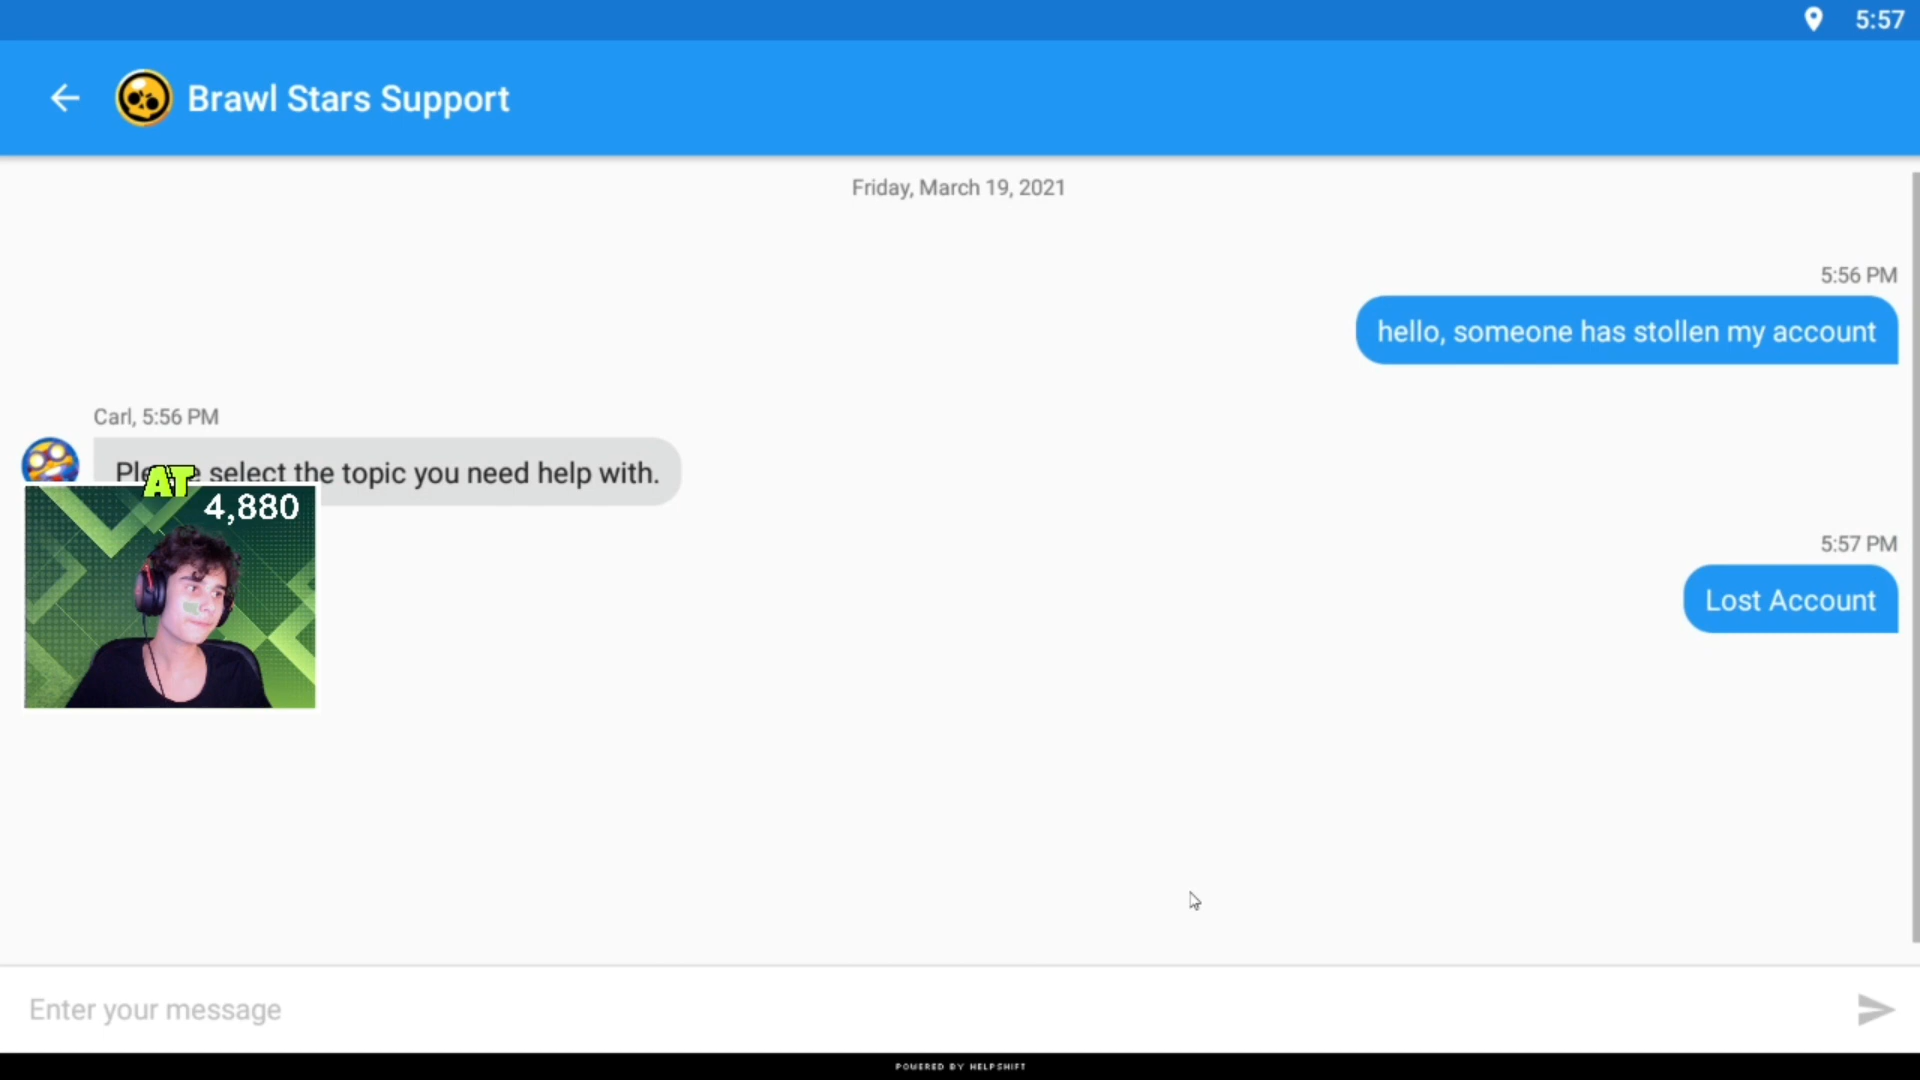 5:57
Brawl Stars Support
Friday, March 19, 2021
5:56 PM
hello, someone has stollen my account
Carl, 5:56 PM
select the topic you need help with.
AT
4,880
5:57 PM
Lost Account
Enter your message
POWERED BY HELPSHIFT